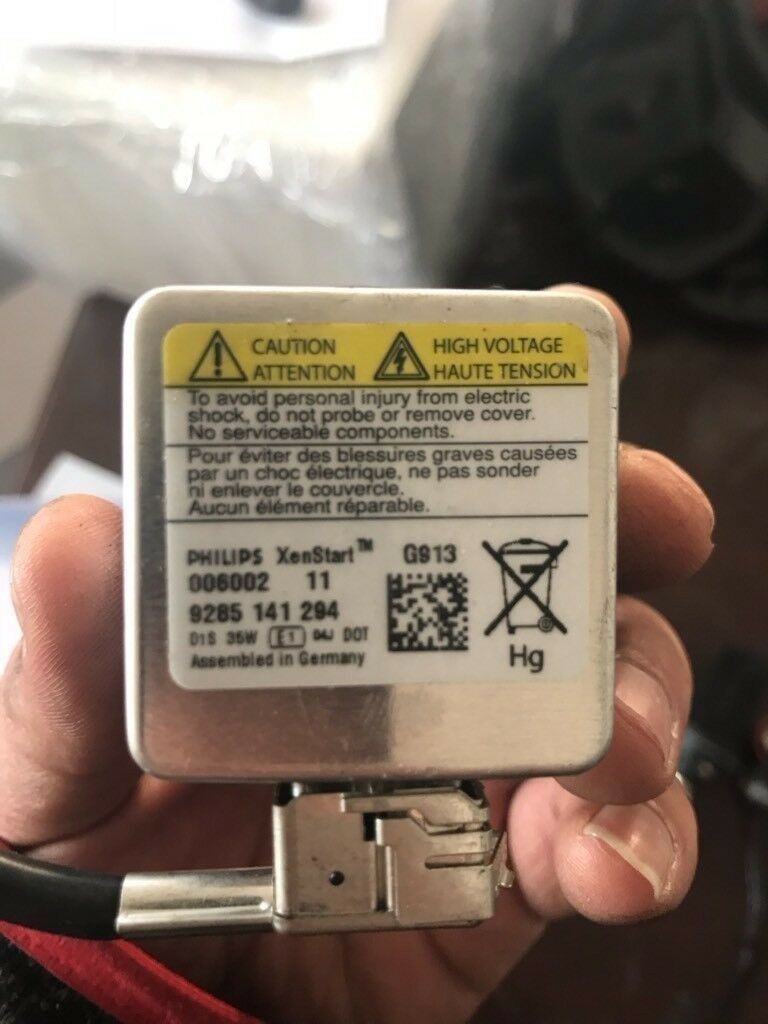 CAUTION
ATTENTION
HIGH VOLTAGE
HAUTE TENSION
To avoid personal injury from electric
shock, do not probe or remove cover.
No serviceable components.
Pour éviter des blessures graves causées
par un choc électrique, ne pas sonder
ni enlever le couvercle.
Aucun élément réparable.
PHILIPS XenStart™ G913
006002 11
9285 141 294
D1S 35W E1 04J DOT
Assembled in Germany
Hg